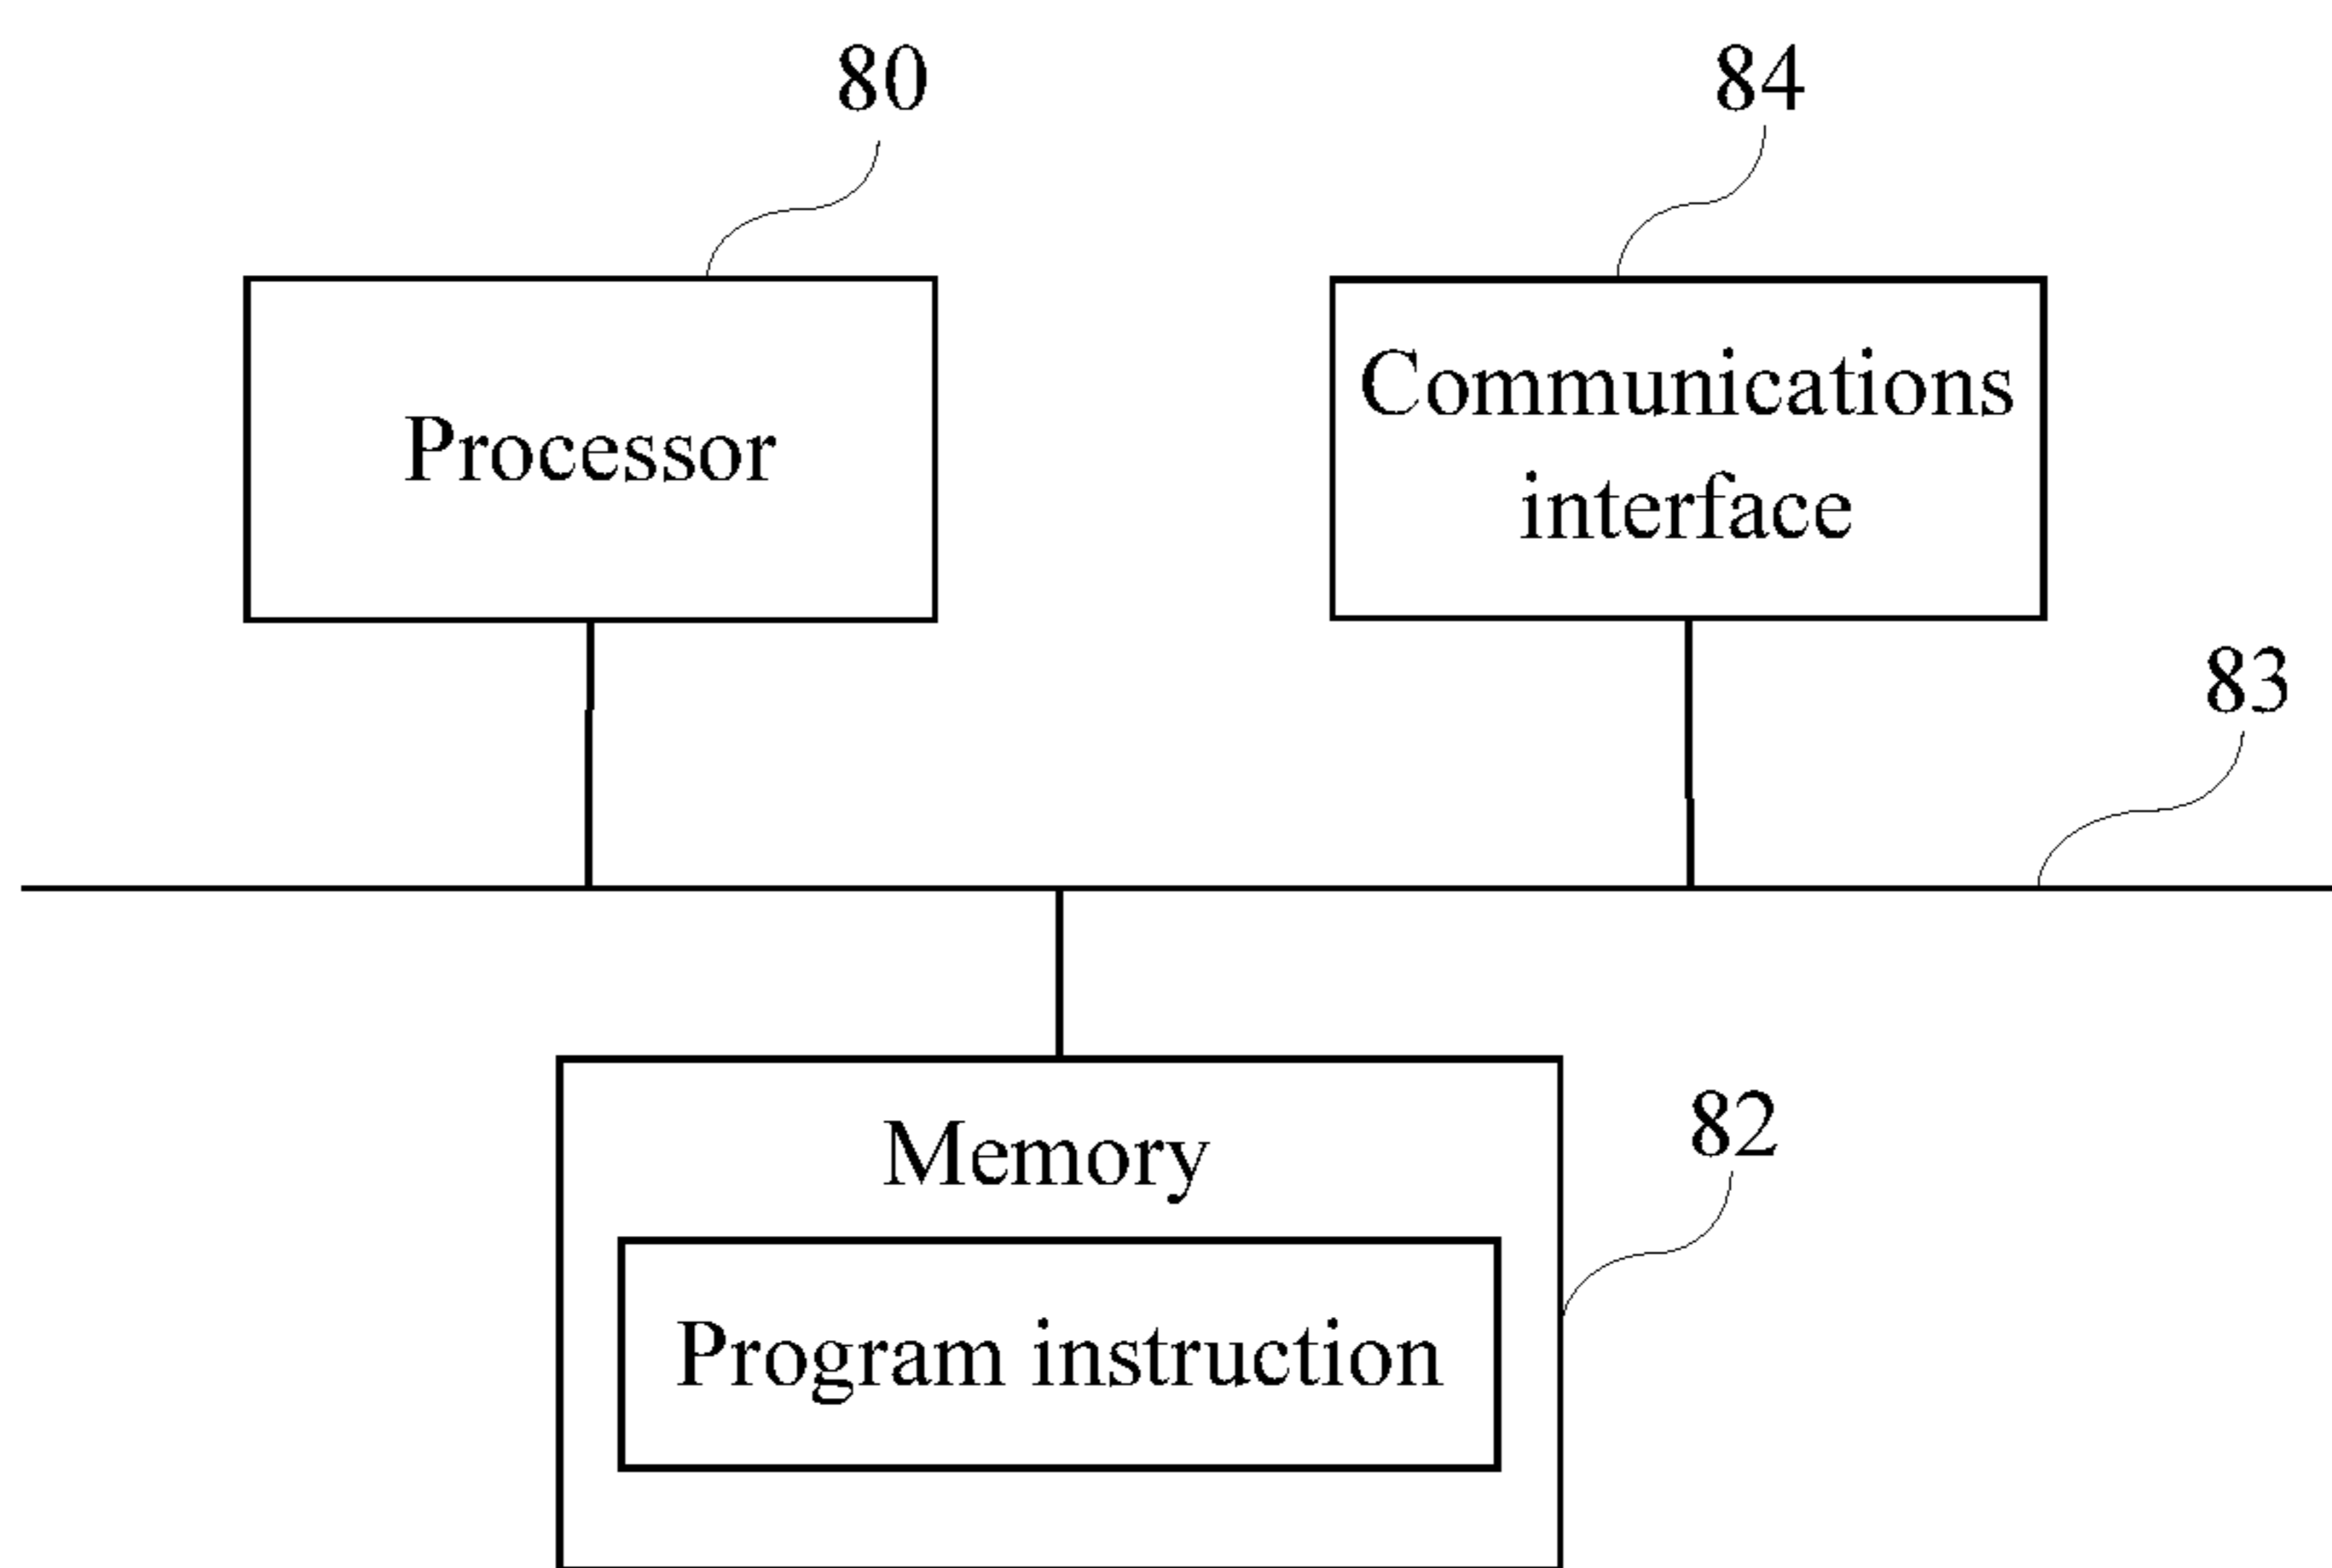 80
84
Processor
Communications
interface
83
Memory
82
Program instruction